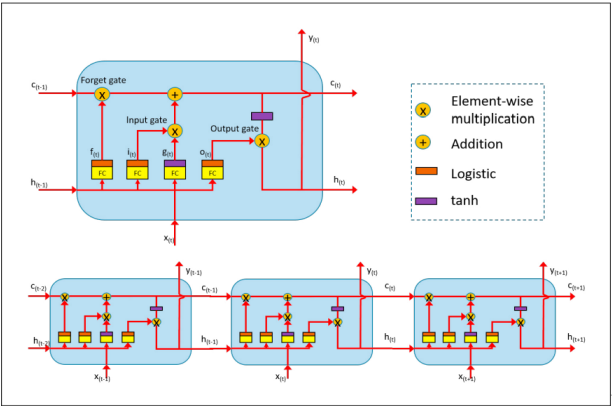 y(t)
Forget gate
c(t-1)
c(t)
x
+
Input gate
Output gate
x
x
f(t)
i(t)
g(t)
o(t)
FC
FC
FC
FC
h(t-1)
h(t)
x(t)
x
Element-wise
multiplication
+
Addition
Logistic
tanh
y(t-1)
y(t)
y(t+1)
c(t-2)
c(t-1)
c(t)
c(t+1)
x
+
x
+
x
+
x
x
x
x
x
x
h(t-2)
h(t-1)
h(t)
h(t+1)
x(t-1)
x(t)
x(t+1)